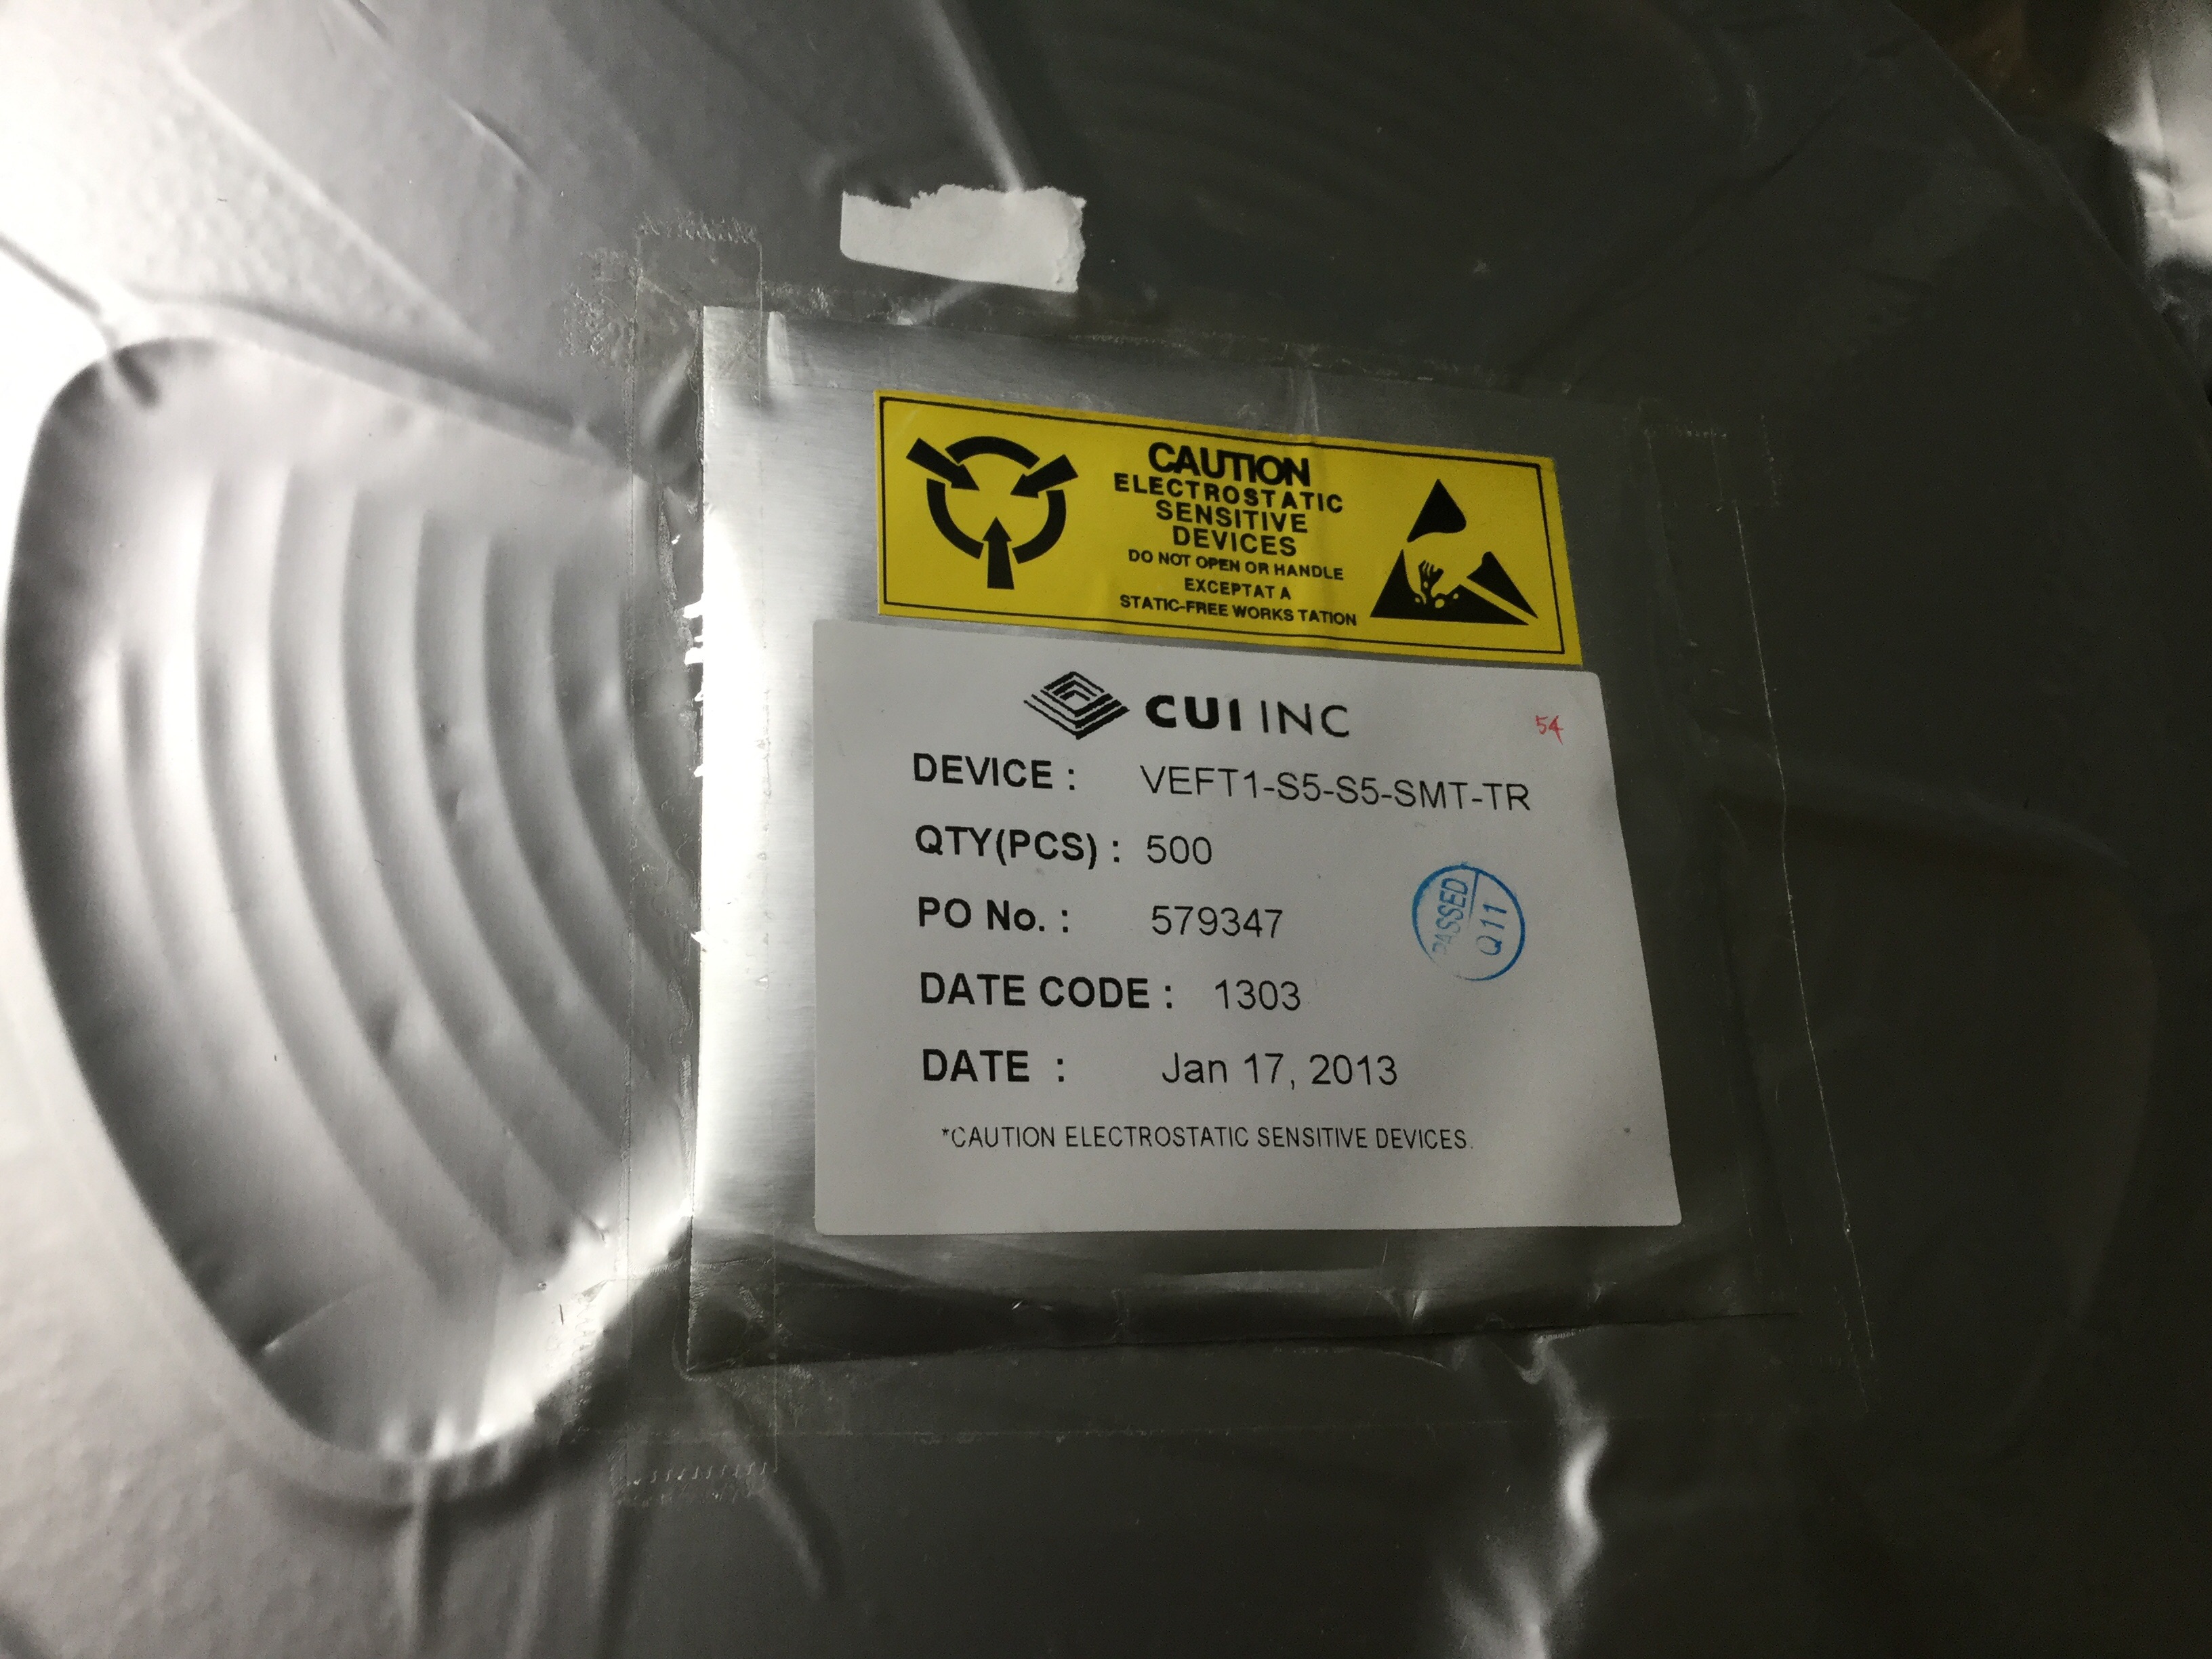 CAUTION
ELECTROSTATIC
SENSITIVE
DEVICES
DO NOT OPEN OR HANDLE
EXCEPTAT A
STATIC-FREE WORKS TATION
CUI INC
54
DEVICE : VEFT1-S5-S5-SMT-TR
QTY(PCS) : 500
PO No. : 579347
PASSED
Q11
DATE CODE : 1303
DATE : Jan 17, 2013
*CAUTION ELECTROSTATIC SENSITIVE DEVICES.